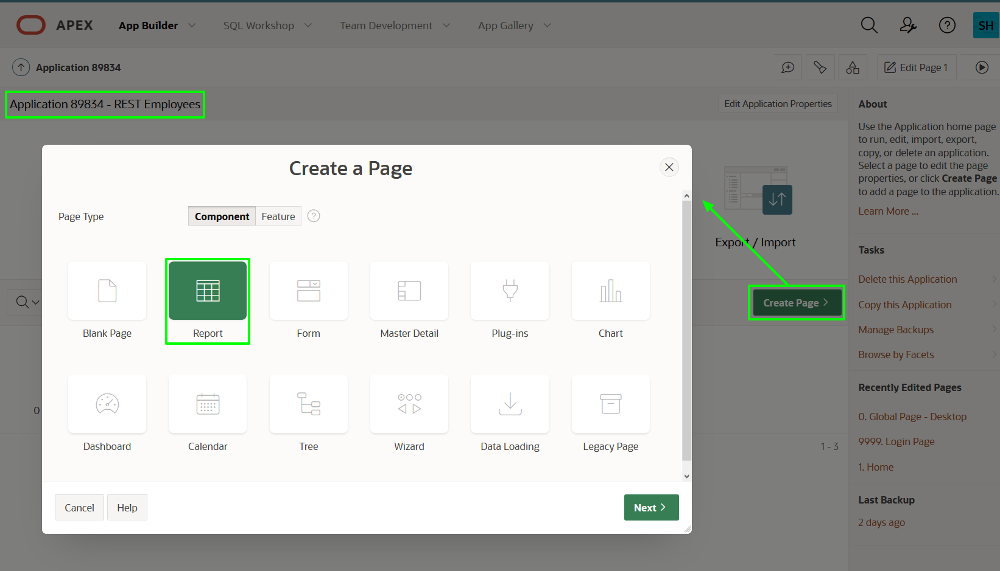 APEX
App Builder
SQL Workshop
Team Development
App Gallery
SH
Application 89834
Edit Page 1
Application 89834 - REST Employees
Edit Application Properties
About
Use the Application home page
to run, edit, import, export,
copy, or delete an application.
Select a page to edit the page
properties, or click Create Page
to add a page to the application.
Learn More ...
Export / Import
Create Page
Tasks
Delete this Application
Copy this Application
Manage Backups
Browse by Facets
Recently Edited Pages
0. Global Page - Desktop
9999. Login Page
1. Home
Last Backup
2 days ago
0
1 - 3
Create a Page
Page Type
Component
Feature
?
Blank Page
Report
Form
Master Detail
Plug-ins
Chart
Dashboard
Calendar
Tree
Wizard
Data Loading
Legacy Page
Cancel
Help
Next